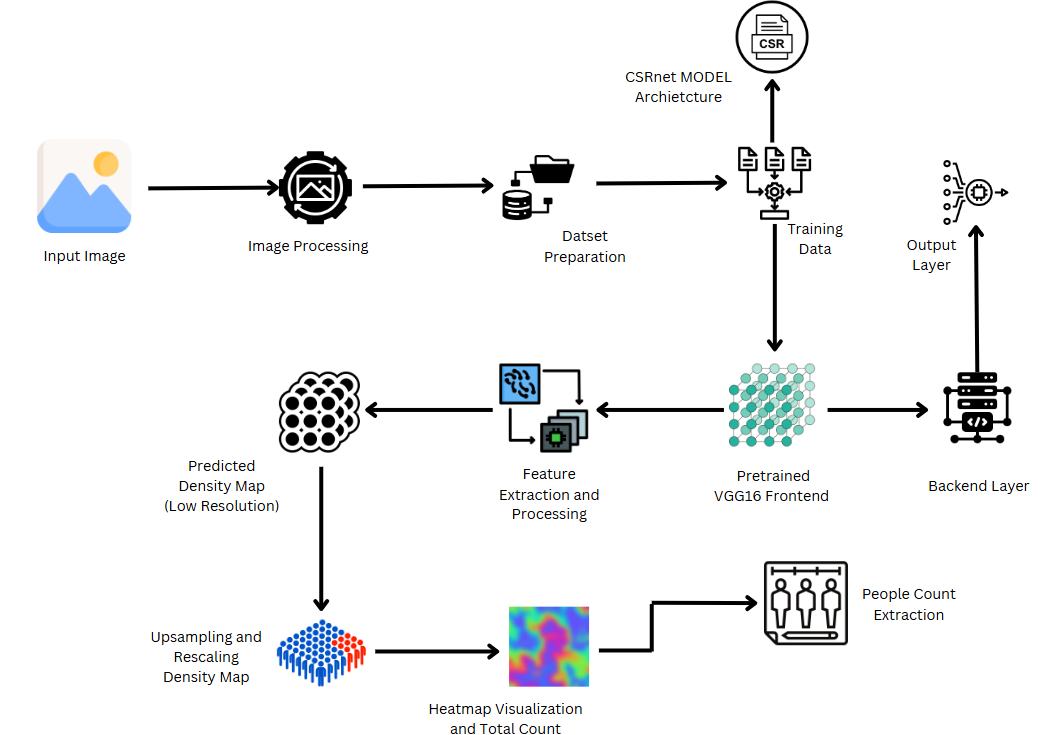 CSR
CSRnet MODEL
Archietcture
Input Image
Image Processing
Datset
Preparation
Training
Data
Output
Layer
Predicted
Density Map
(Low Resolution)
Feature
Extraction and
Processing
Pretrained
VGG16 Frontend
Backend Layer
Upsampling and
Rescaling
Density Map
Heatmap Visualization
and Total Count
People Count
Extraction